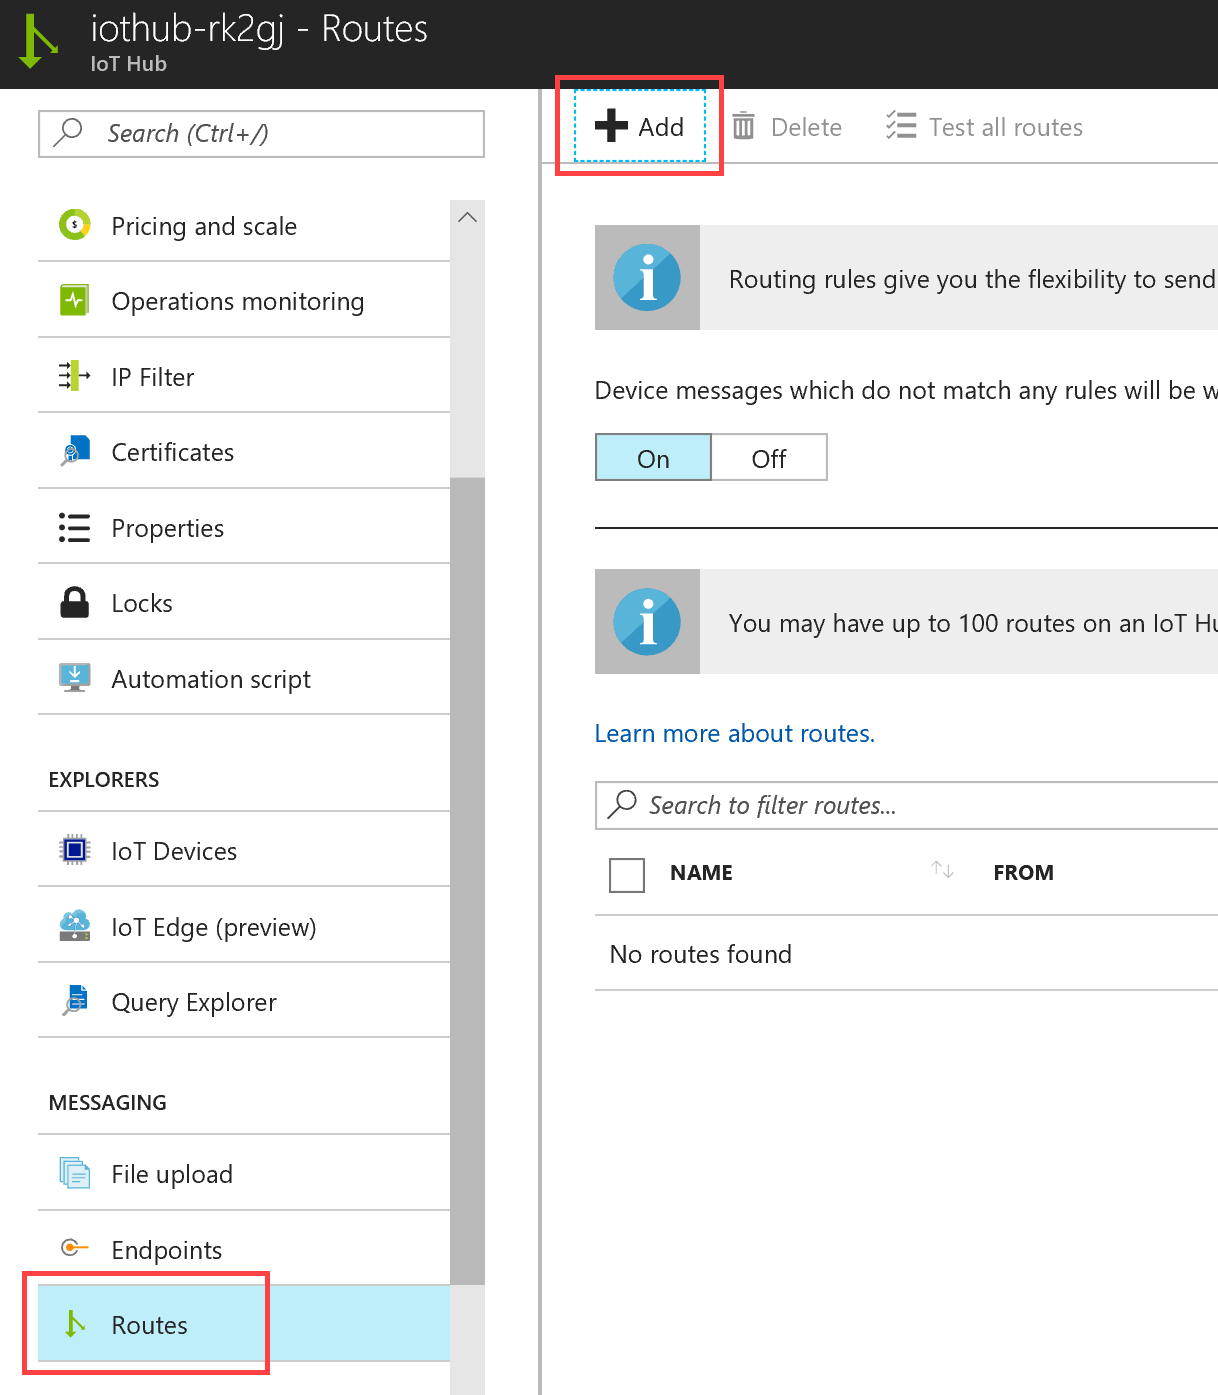 iothub-rk2gj - Routes
IoT Hub
Search (Ctrl+/)
Pricing and scale
Operations monitoring
IP Filter
Certificates
Properties
Locks
Automation script
EXPLORERS
IoT Devices
IoT Edge (preview)
Query Explorer
MESSAGING
File upload
Endpoints
Routes
Add
Delete
Test all routes
Routing rules give you the flexibility to send
Device messages which do not match any rules will be w
On
Off
You may have up to 100 routes on an IoT Hu
Learn more about routes.
Search to filter routes...
NAME
FROM
No routes found